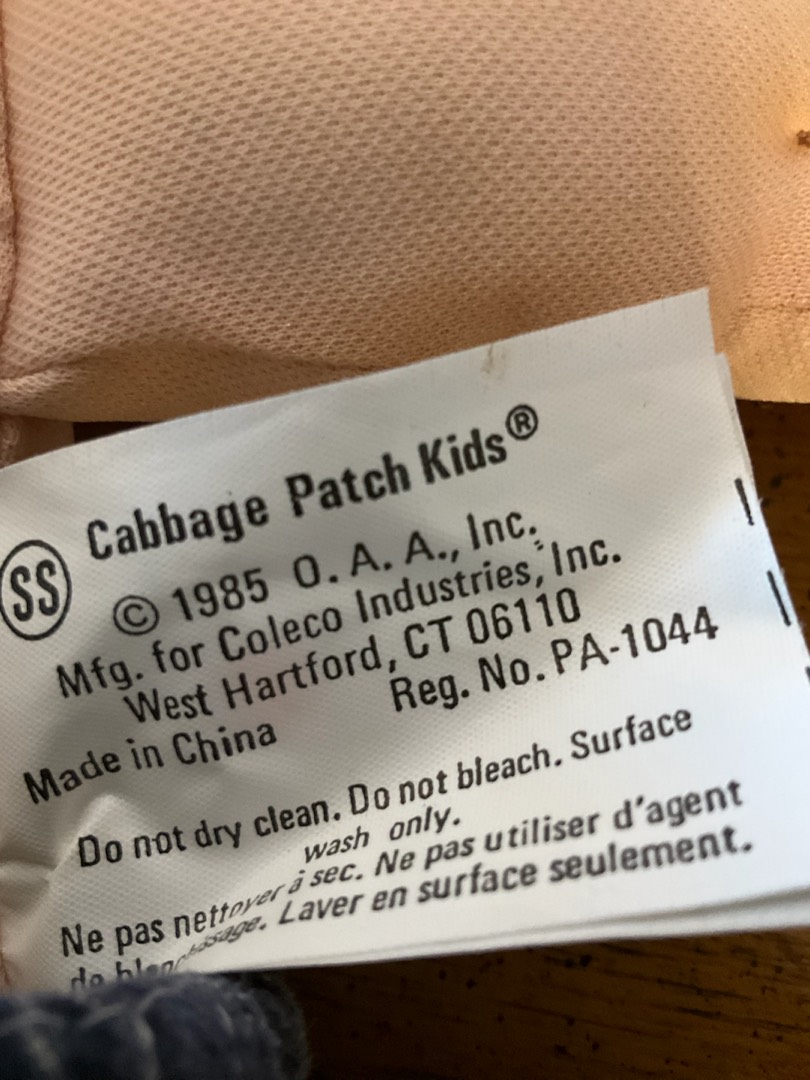 Cabbage Patch Kids®
SS
© 1985 O. A. A., Inc.
Mfg. for Coleco Industries, Inc.
West Hartford, CT 06110
Reg. No. PA-1044
Made in China
Do not dry clean. Do not bleach. Surface
wash only.
Ne pas nettoyer à sec. Ne pas utiliser d'agent
de Laver en surface seulement.